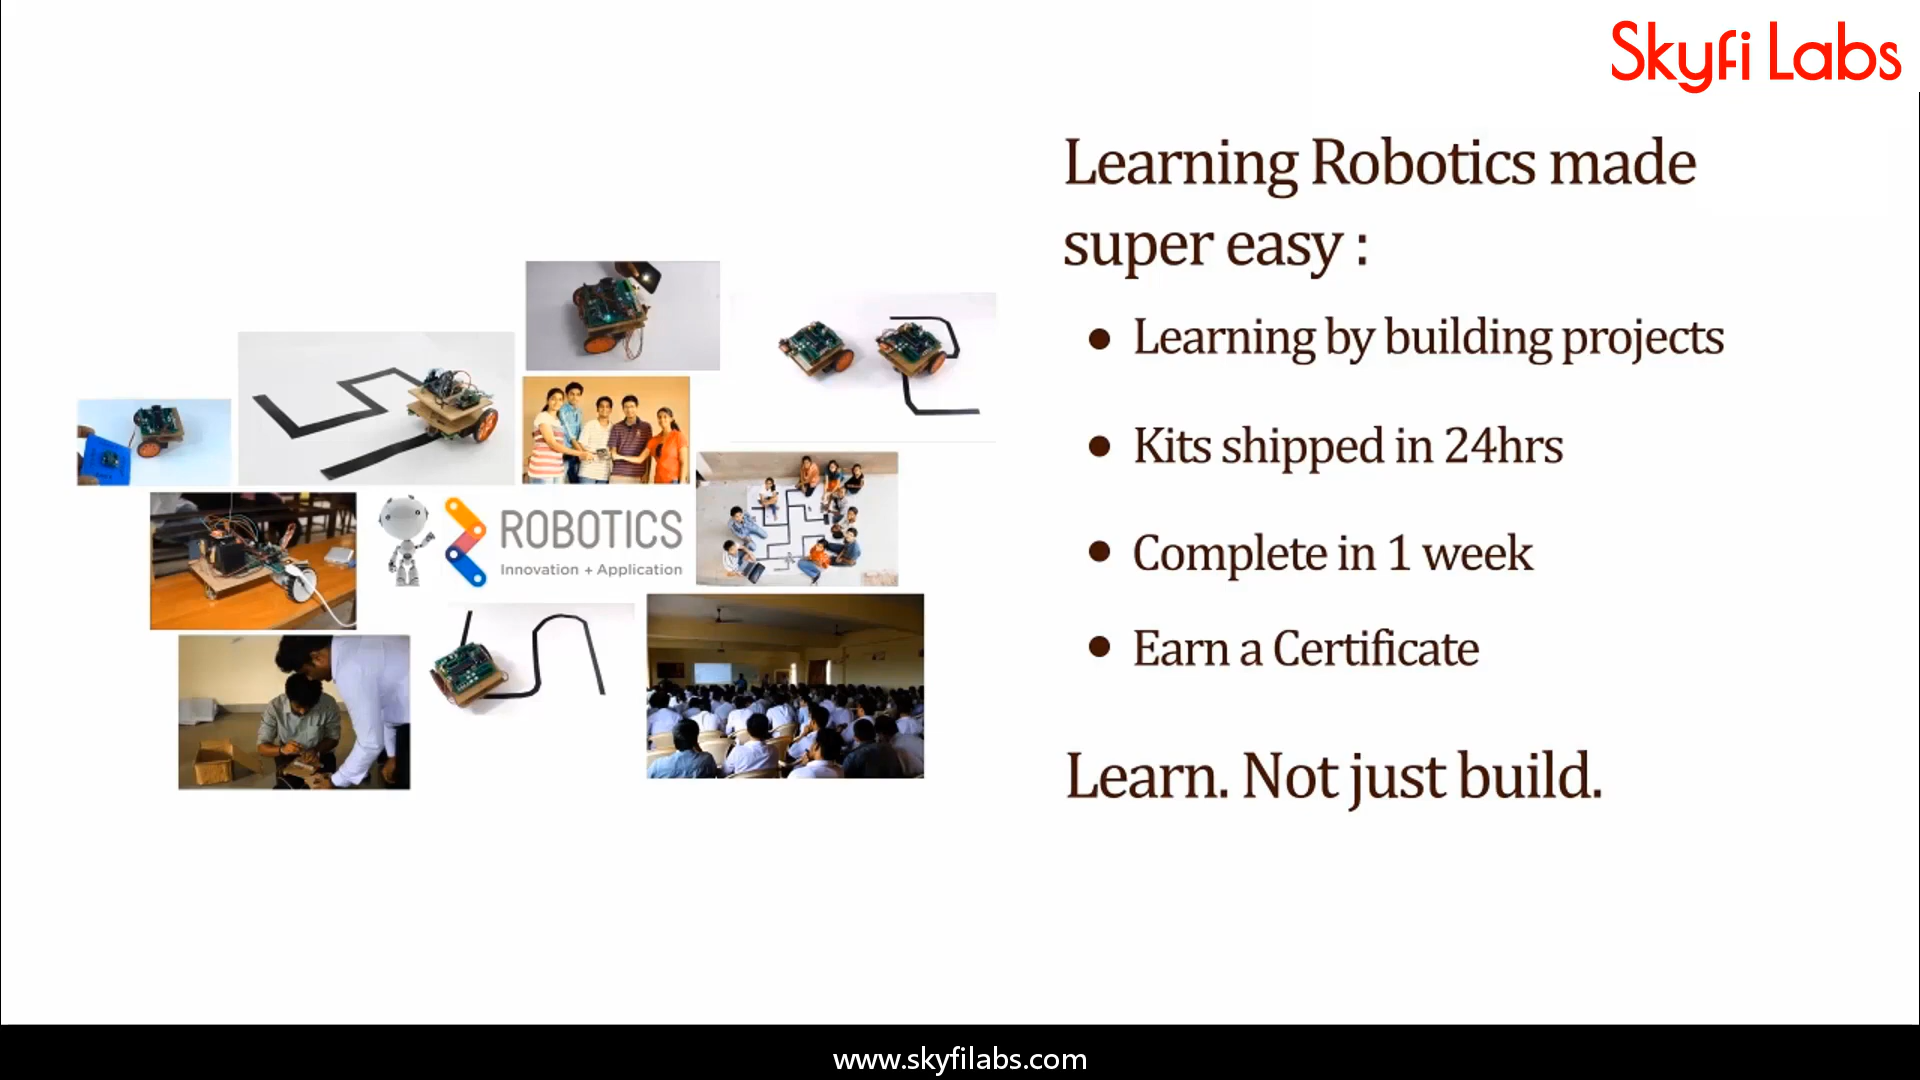 Skyfi Labs
Learning Robotics made
super easy :
• Learning by building projects
• Kits shipped in 24hrs
• Complete in 1 week
• Earn a Certificate
Learn. Not just build.
ROBOTICS
Innovation + Application
www.skyfilabs.com